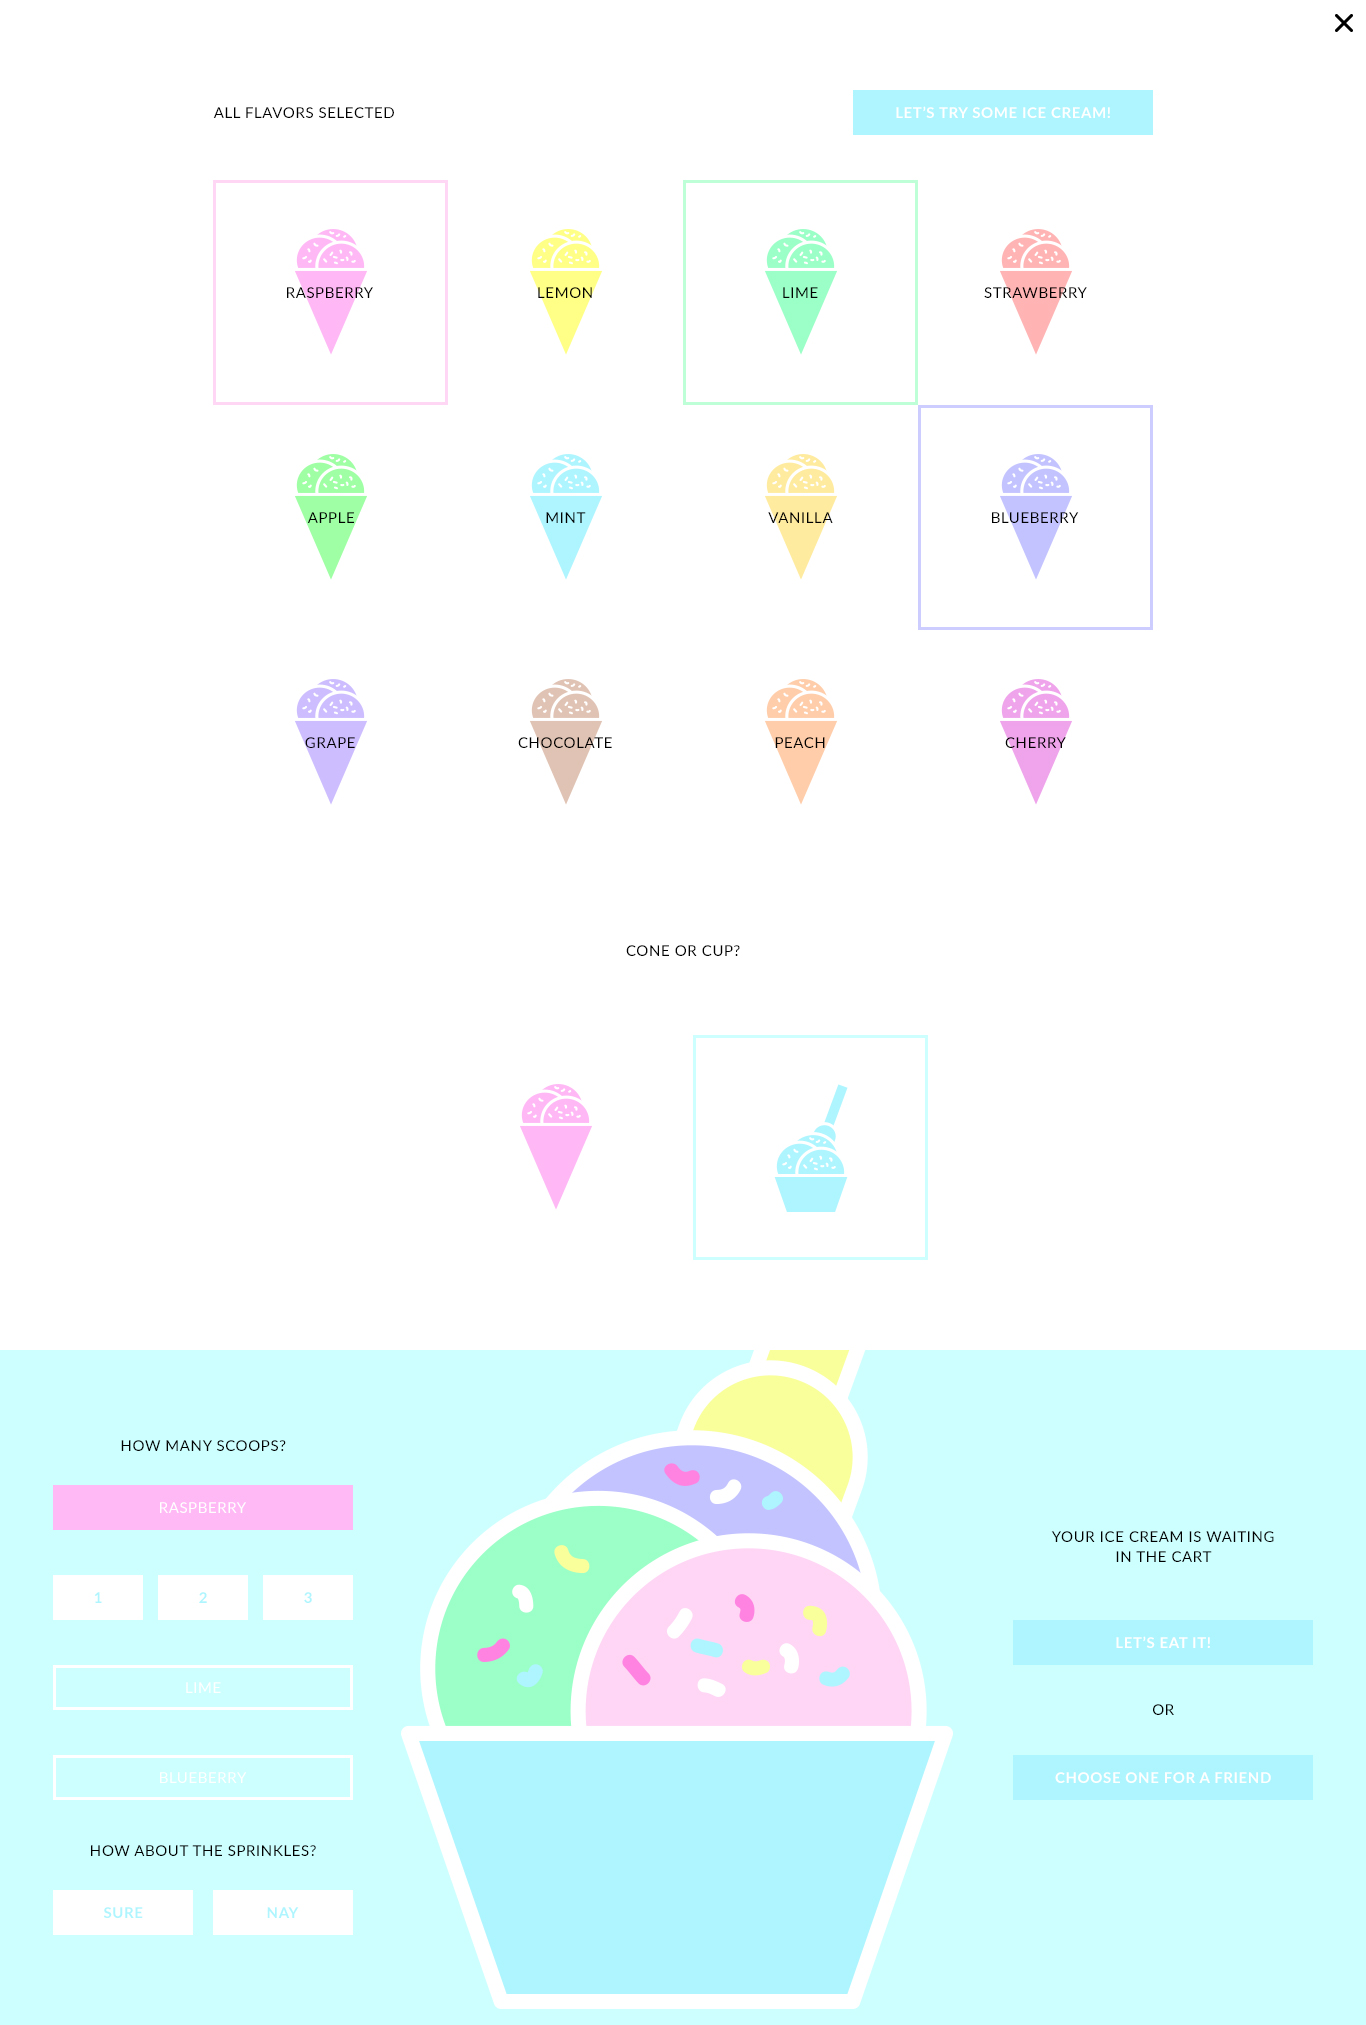 ALL FLAVORS SELECTED
LET'S TRY SOME ICE CREAM!
RASPBERRY
LEMON
LIME
STRAWBERRY
APPLE
MINT
VANILLA
BLUEBERRY
GRAPE
CHOCOLATE
PEACH
CHERRY
CONE OR CUP?
HOW MANY SCOOPS?
RASPBERRY
1
2
3
LIME
BLUEBERRY
HOW ABOUT THE SPRINKLES?
SURE
NAY
YOUR ICE CREAM IS WAITING
IN THE CART
LET'S EAT IT!
OR
CHOOSE ONE FOR A FRIEND